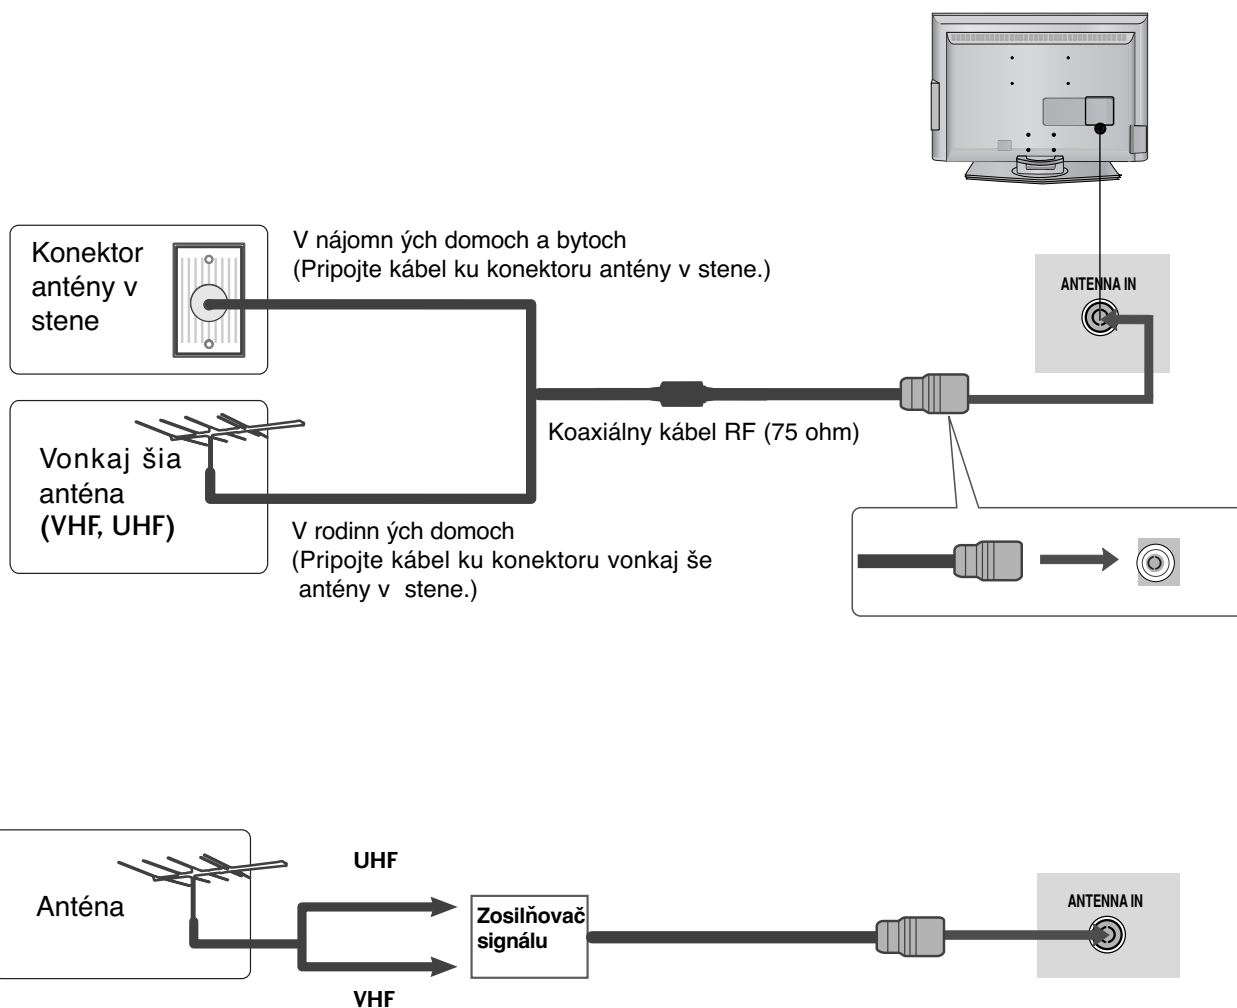 Konektor
antény v
stene
V nájomn ých domoch a bytoch
(Pripojte kábel ku konektoru antény v stene.)
ANTENNA IN
Vonkaj šia
anténa
(VHF, UHF)
Koaxiálny kábel RF (75 ohm)
V rodinn ých domoch
(Pripojte kábel ku konektoru vonkaj še
antény v stene.)
Anténa
UHF
VHF
Zosilňovač
signálu
ANTENNA IN